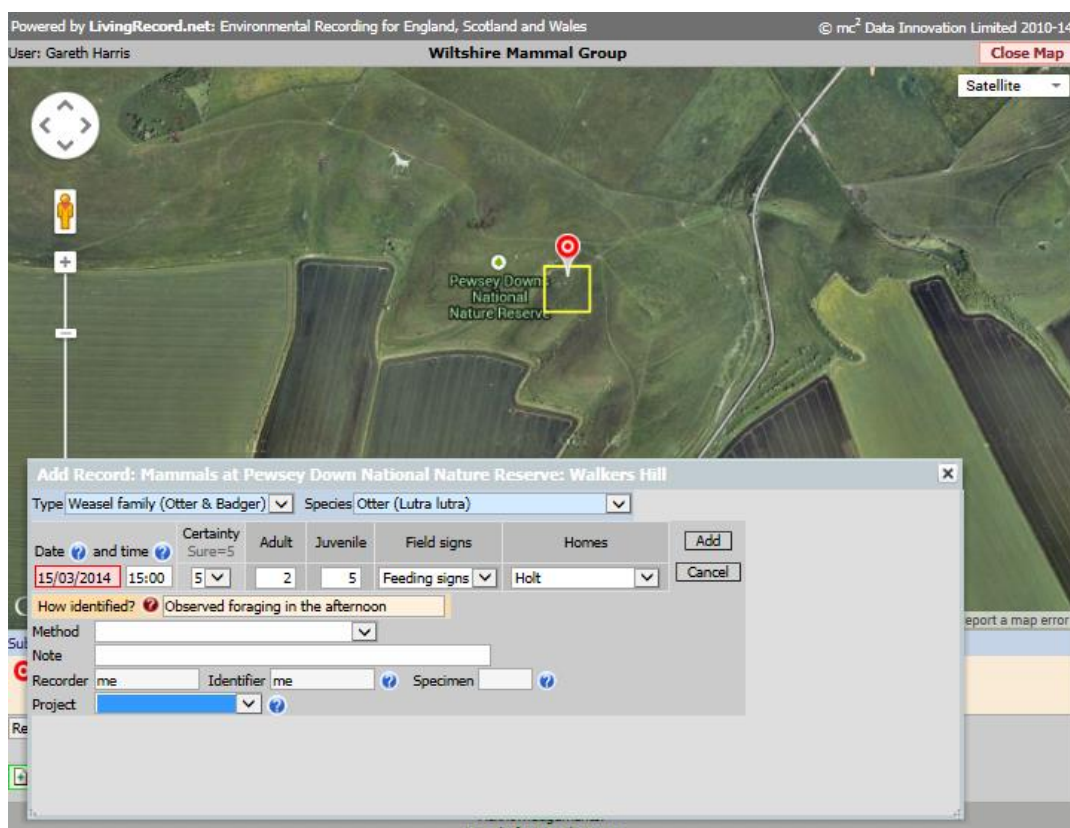 Powered by LivingRecord.net: Environmental Recording for England, Scotland and Wales © mc2 Data Innovation Limited 2010-14
User: Gareth Harris Wiltshire Mammal Group Close Map
Satellite
Pewsey Downs
National
Nature Reserve
Add Record: Mammals at Pewsey Down National Nature Reserve: Walkers Hill
Type Weasel family (Otter & Badger) Species Otter (Lutra lutra)
Date ? and time ? Certainty Sure=5 Adult Juvenile Field signs Homes Add
15/03/2014 15:00 5 2 5 Feeding signs Holt Cancel
How identified? ? Observed foraging in the afternoon
Method
Note
Recorder me Identifier me ? Specimen ?
Project ?
eport a map error
Sub
Re